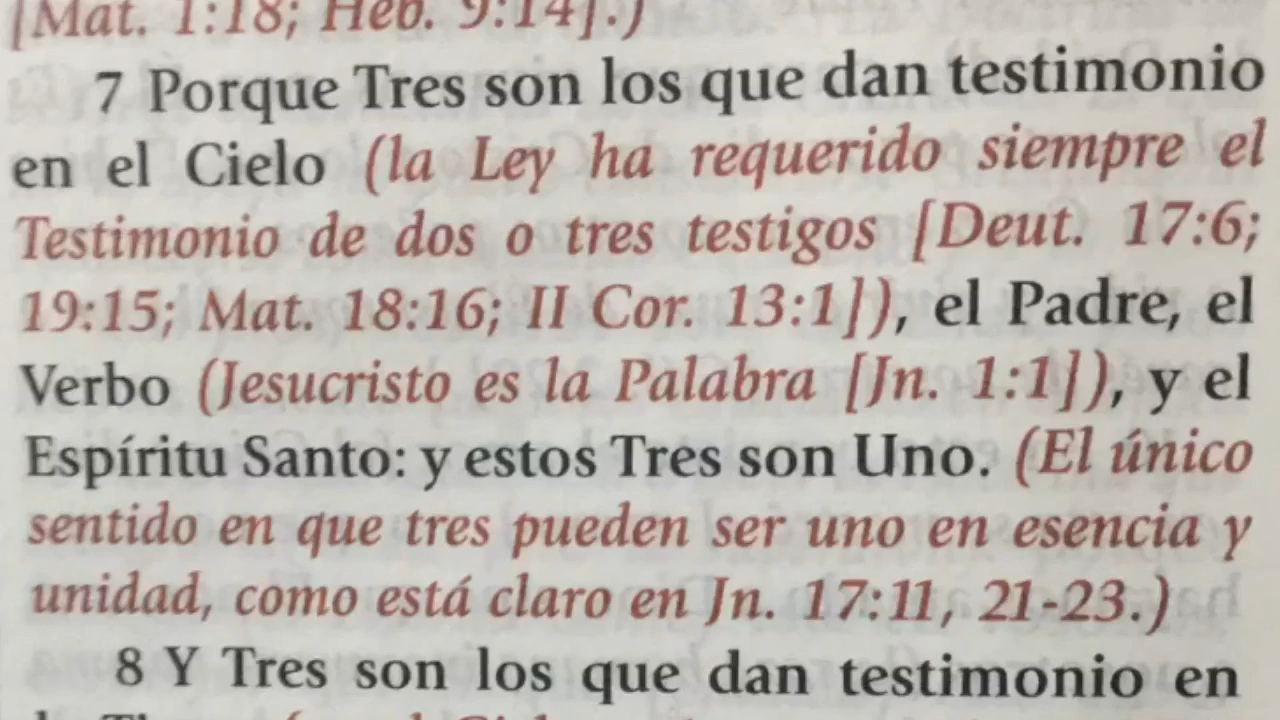 [Mat. 1:18; Heb. 9:14].)
7 Porque Tres son los que dan testimonio
en el Cielo (la Ley ha requerido siempre el
Testimonio de dos o tres testigos [Deut. 17:6;
19:15; Mat. 18:16; II Cor. 13:1]), el Padre, el
Verbo (Jesucristo es la Palabra [Jn. 1:1]), y el
Espíritu Santo: y estos Tres son Uno. (El único
sentido en que tres pueden ser uno en esencia y
unidad, como está claro en Jn. 17:11, 21-23.)
8 Y Tres son los que dan testimonio en